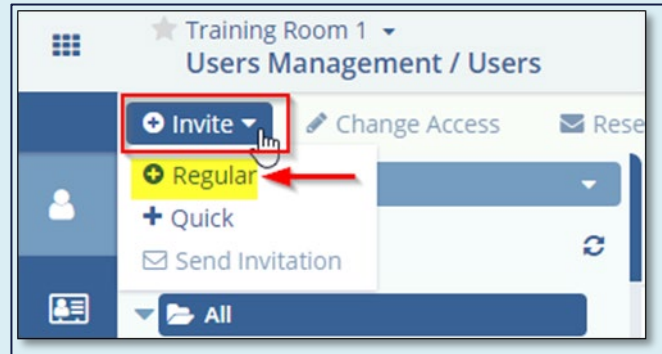 Training Room 1
Users Management / Users
Invite Change Access Rese
Regular
Quick
Send Invitation
All